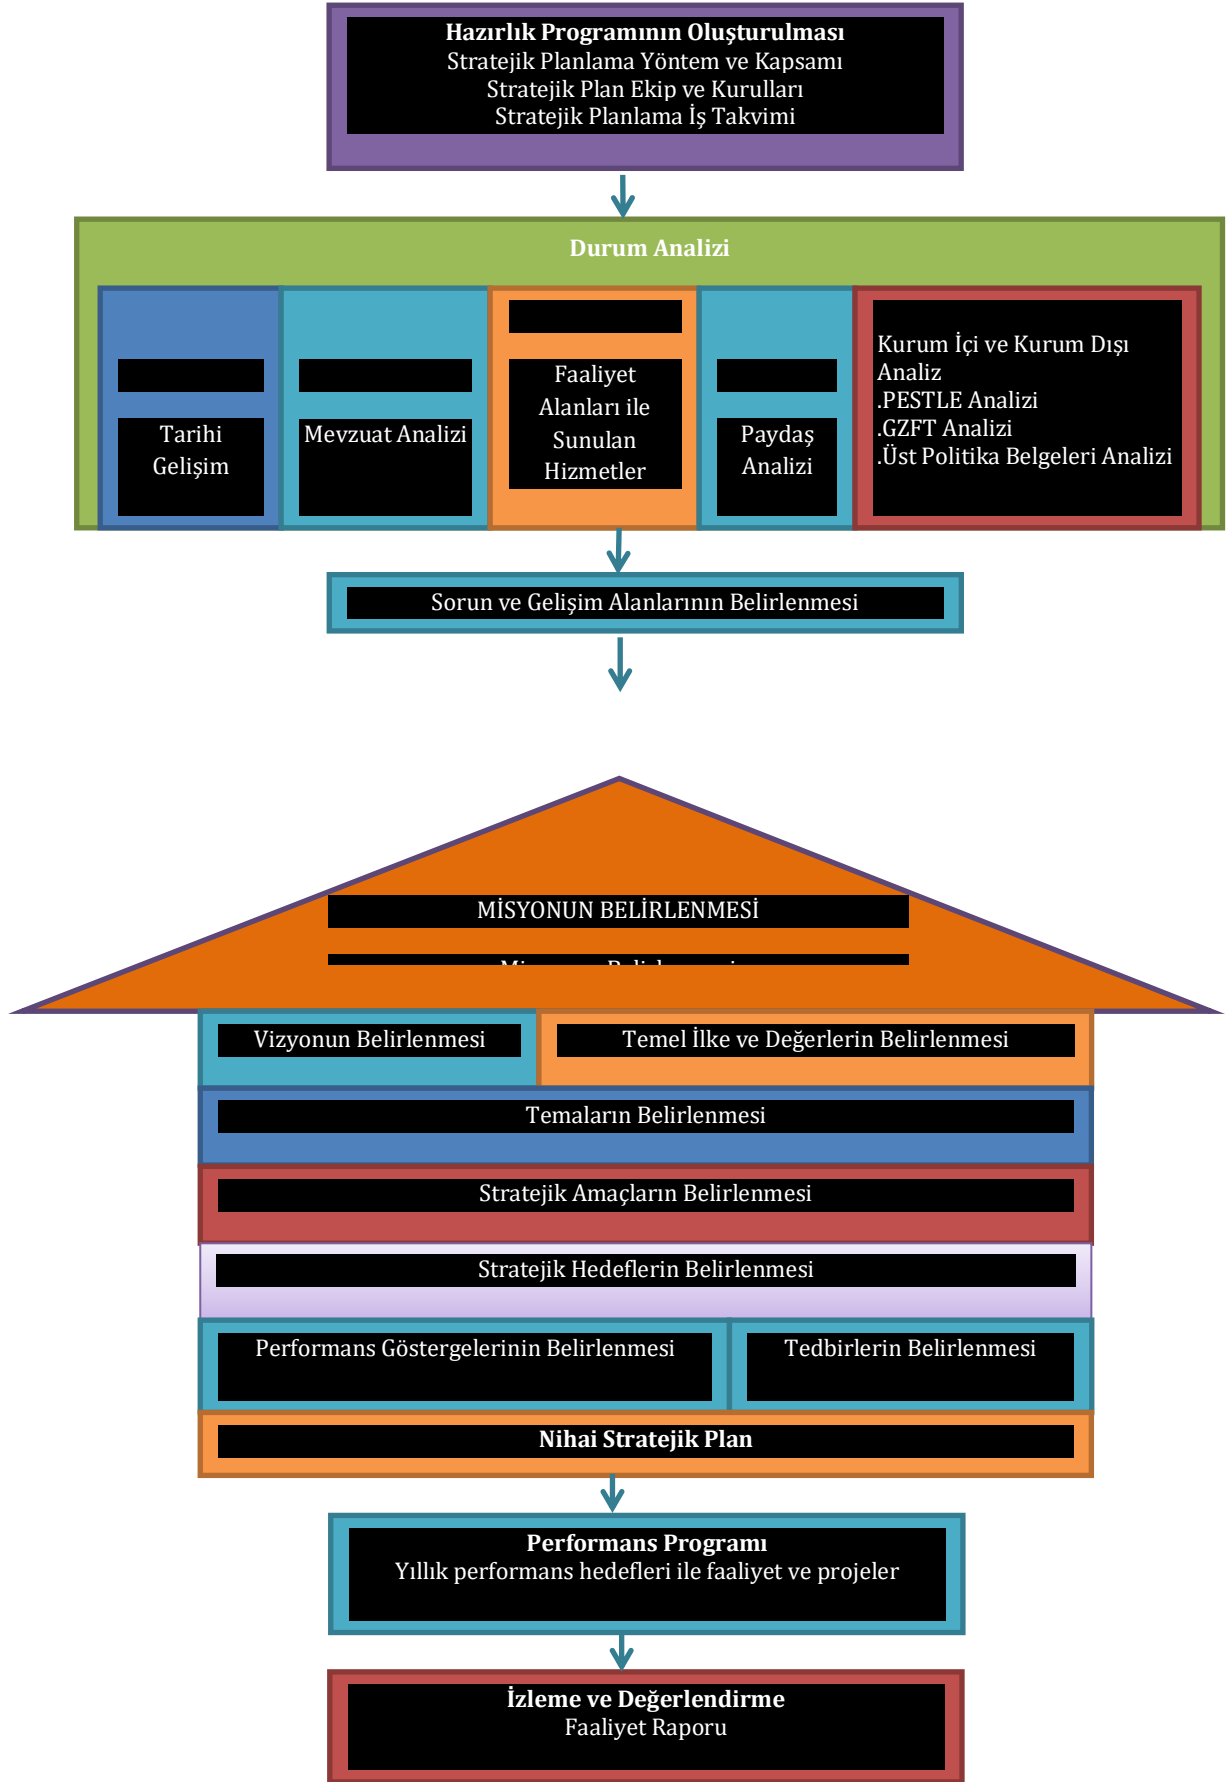 Hazırlık Programının Oluşturulması
Stratejik Planlama Yöntem ve Kapsamı
Stratejik Plan Ekip ve Kurulları
Stratejik Planlama İş Takvimi
Durum Analizi
Tarihi
Gelişim
Mevzuat Analizi
Faaliyet
Alanları ile
Sunulan
Hizmetler
Paydaş
Analizi
Kurum İçi ve Kurum Dışı
Analiz
.PESTLE Analizi
.GZFT Analizi
.Üst Politika Belgeleri Analizi
Sorun ve Gelişim Alanlarının Belirlenmesi
MİSYONUN BELİRLENMESİ
Vizyonun Belirlenmesi
Temel İlke ve Değerlerin Belirlenmesi
Temaların Belirlenmesi
Stratejik Amaçların Belirlenmesi
Stratejik Hedeflerin Belirlenmesi
Performans Göstergelerinin Belirlenmesi
Tedbirlerin Belirlenmesi
Nihai Stratejik Plan
Performans Programı
Yıllık performans hedefleri ile faaliyet ve projeler
İzleme ve Değerlendirme
Faaliyet Raporu